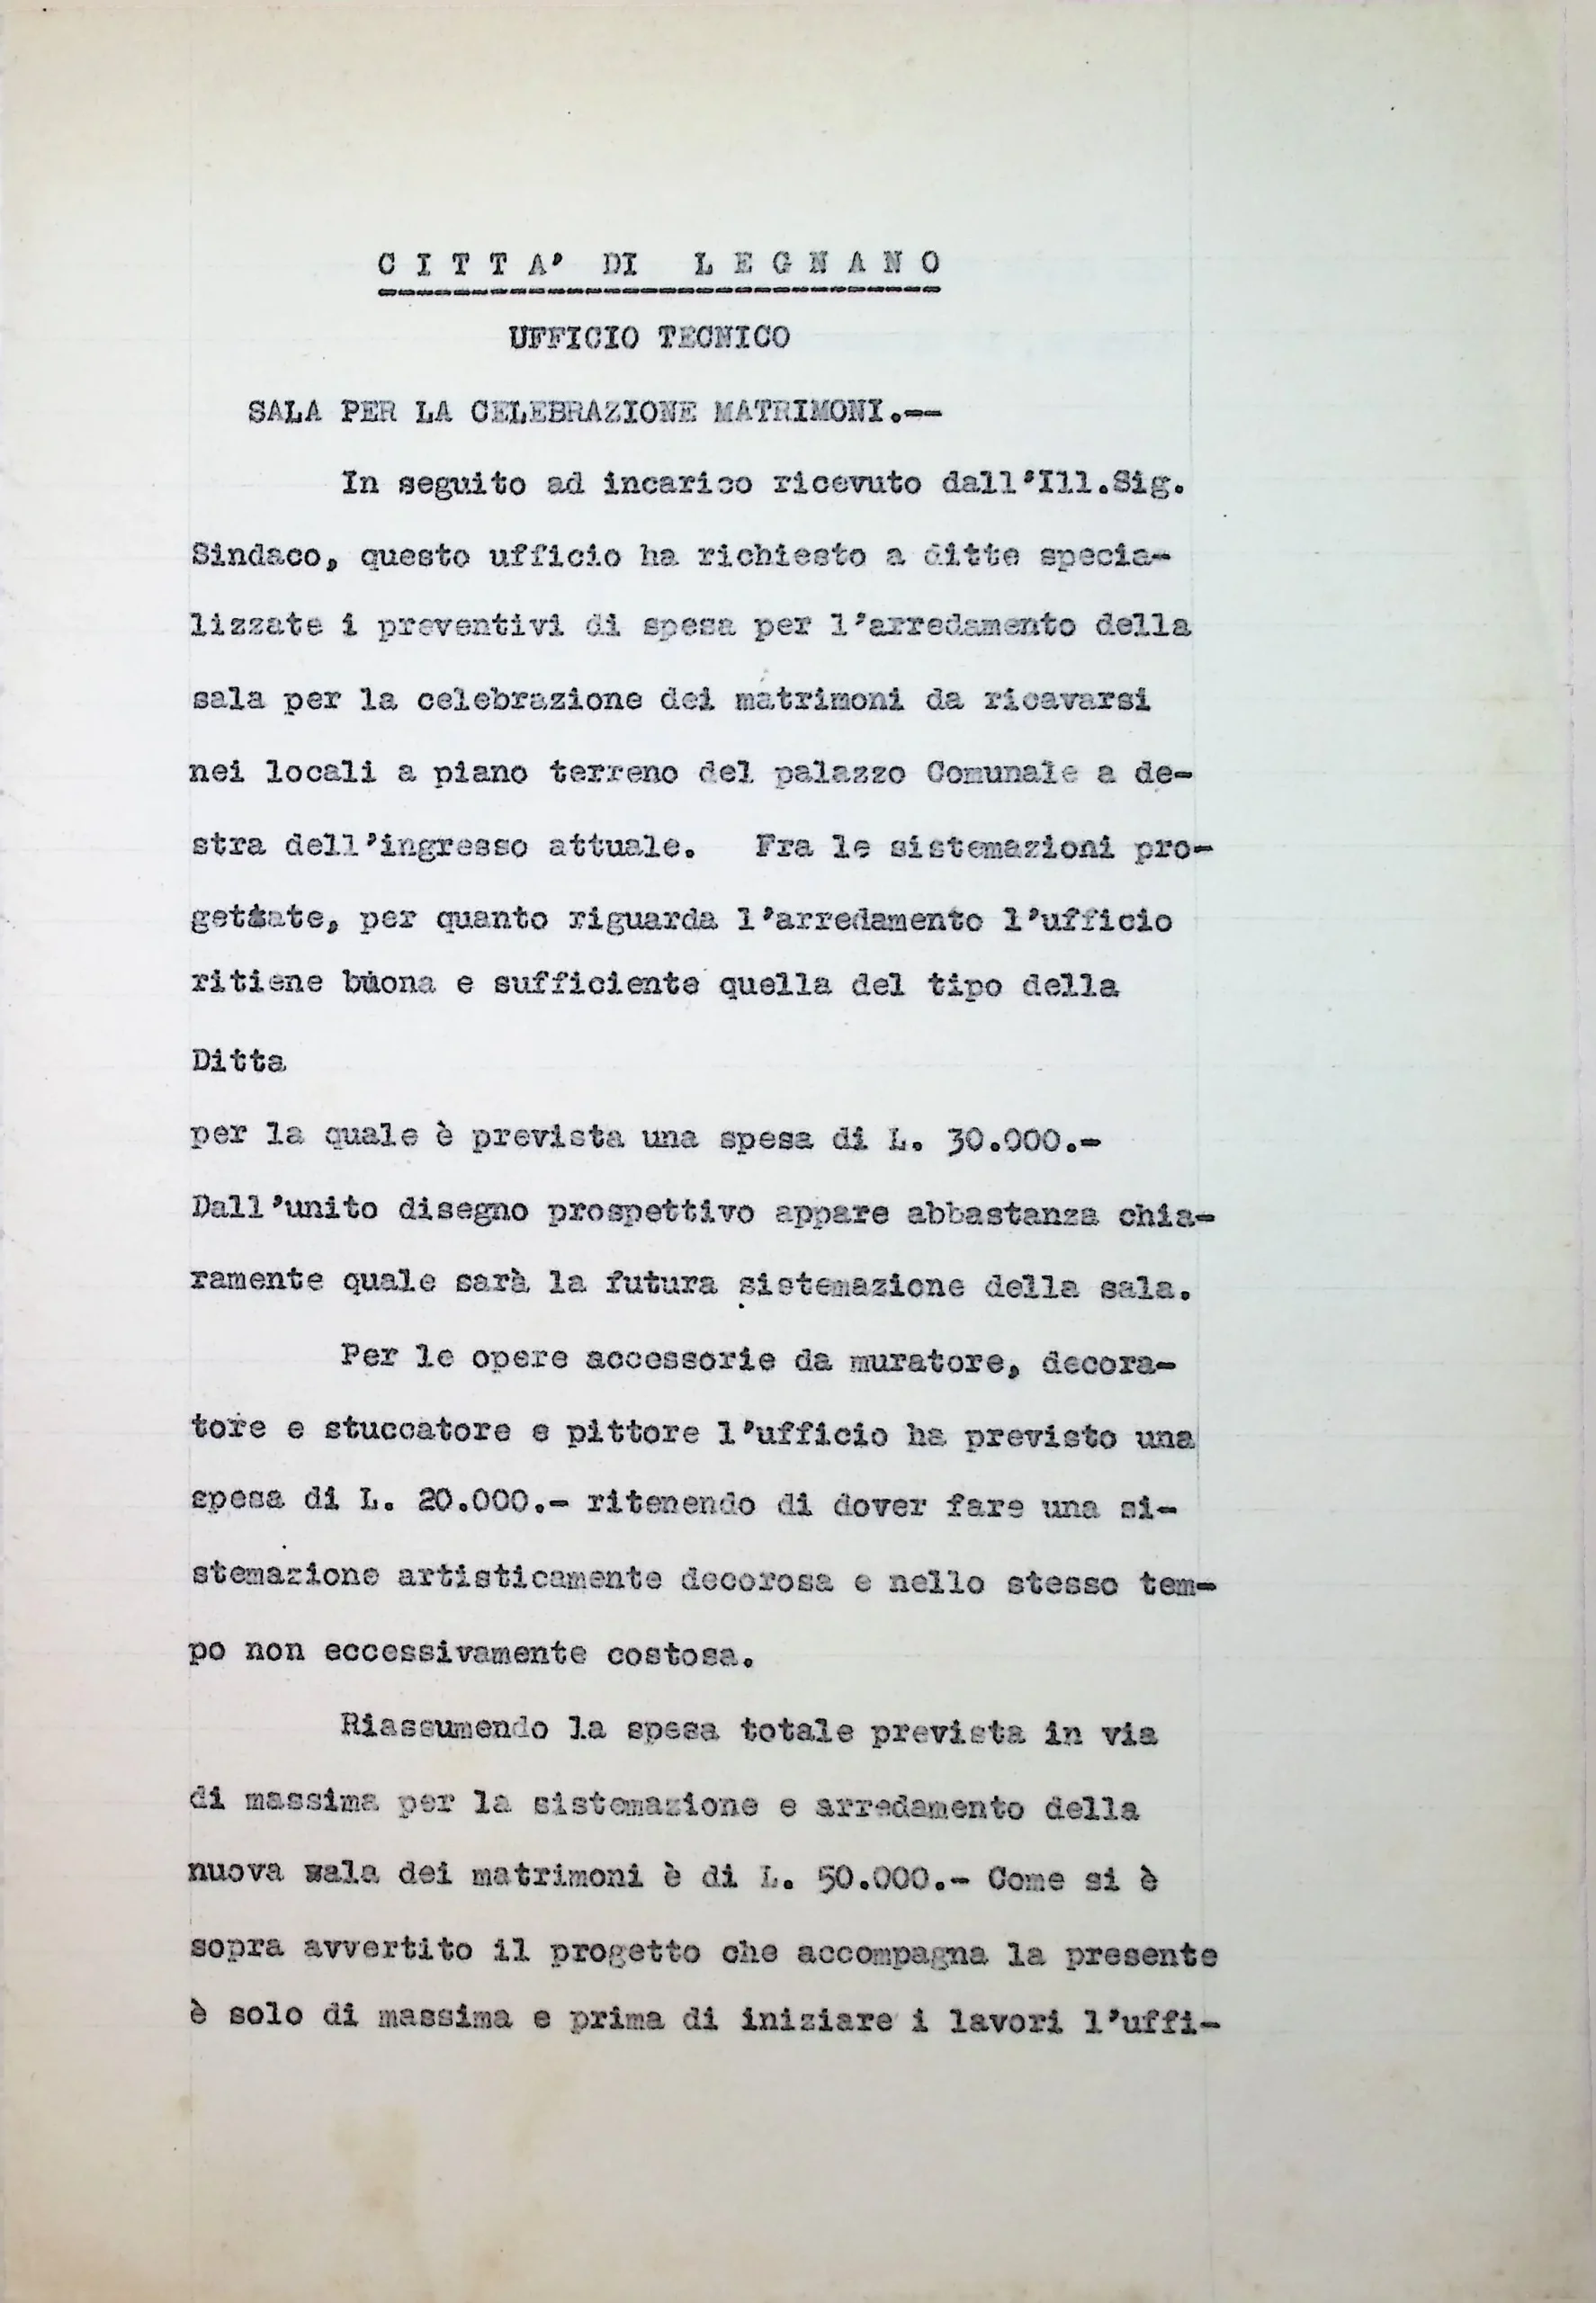 CITTA' DI LEGNANO
UFFICIO TECNICO
SALA PER LA CELEBRAZIONE MATRIMONI.--
In seguito ad incarico ricevuto dall'Ill.Sig.
Sindaco, questo ufficio ha richiesto a ditte specia-
lizzate i preventivi di spesa per l'arredamento della
sala per la celebrazione dei matrimoni da ricavarsi
nei locali a piano terreno del palazzo Comunale a de-
stra dell'ingresso attuale. Fra le sistemazioni pro-
gettate, per quanto riguarda l'arredamento l'ufficio
ritiene buona e sufficiente quella del tipo della
Ditta
per la quale è prevista una spesa di L. 30.000.-
Dall'unito disegno prospettivo appare abbastanza chia-
ramente quale sarà la futura sistemazione della sala.
Per le opere accessorie da muratore, decora-
tore e stuccatore e pittore l'ufficio ha previsto una
spesa di L. 20.000.- ritenendo di dover fare una si-
stemazione artisticamente decorosa e nello stesso tem-
po non eccessivamente costosa.
Riassumendo la spesa totale prevista in via
di massima per la sistemazione e arredamento della
nuova sala dei matrimoni è di L. 50.000.- Come si è
sopra avvertito il progetto che accompagna la presente
è solo di massima e prima di iniziare i lavori l'uffi-